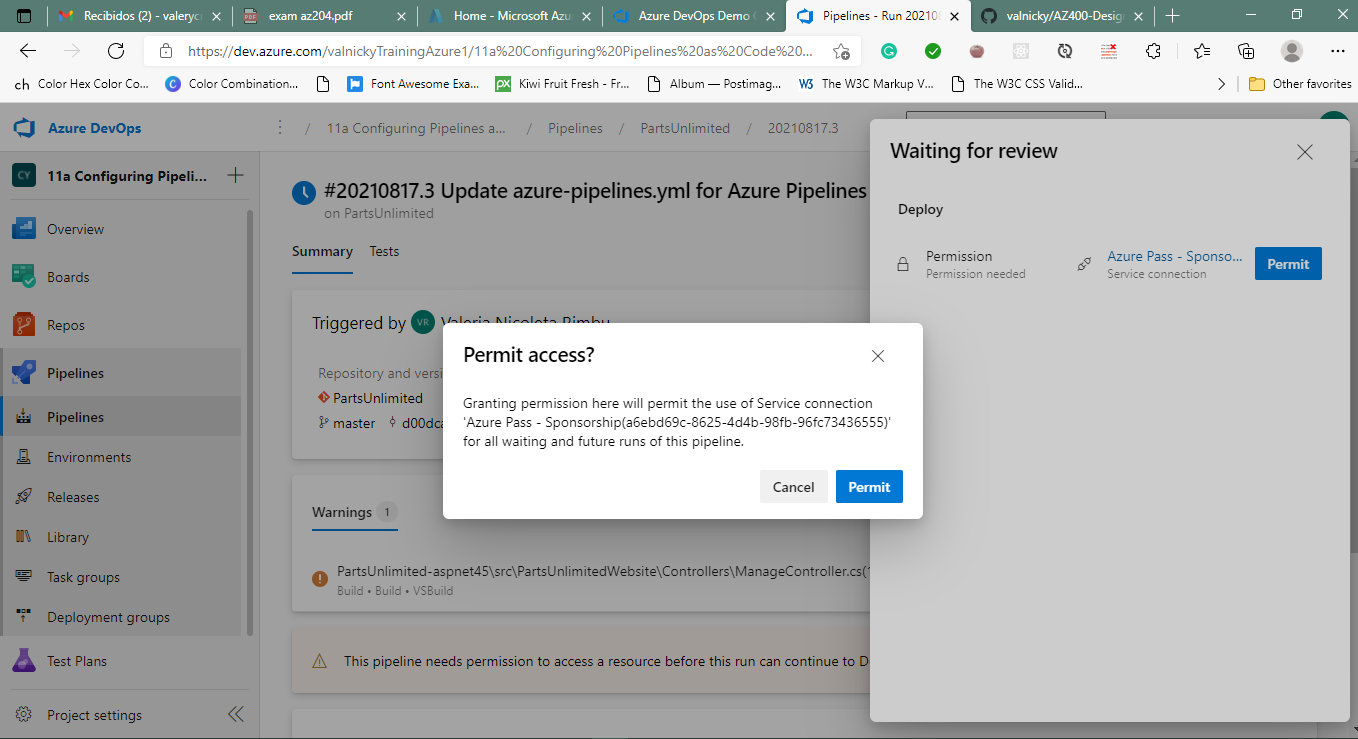 Recibidos (2) - valeryc
exam az204.pdf
Home - Microsoft Azu
Azure DevOps Demo G
Pipelines - Run 20210
valnicky/AZ400-Desig
https://dev.azure.com/valnickyTrainingAzure1/11a%20Configuring%20Pipelines%20as%20Code%20...
ch Color Hex Color Co...
Color Combination...
Font Awesome Exa...
Kiwi Fruit Fresh - Fr...
Album — Postimag...
The W3C Markup V...
The W3C CSS Valid...
Other favorites
Azure DevOps
/ 11a Configuring Pipelines a... / Pipelines / PartsUnlimited / 20210817.3
CY 11a Configuring Pipeli...
Overview
Boards
Repos
Pipelines
Pipelines
Environments
Releases
Library
Task groups
Deployment groups
Test Plans
Project settings
#20210817.3 Update azure-pipelines.yml for Azure Pipelines
on PartsUnlimited
Summary Tests
Triggered by VR Valeria Nicoleta Rimbu
Repository and versi
PartsUnlimited
master d00dca
Warnings 1
PartsUnlimited-aspnet45\src\PartsUnlimitedWebsite\Controllers\ManageController.cs(1
Build • Build • VSBuild
This pipeline needs permission to access a resource before this run can continue to D
Permit access?
Granting permission here will permit the use of Service connection
'Azure Pass - Sponsorship(a6ebd69c-8625-4d4b-98fb-96fc73436555)'
for all waiting and future runs of this pipeline.
Cancel Permit
Waiting for review
Deploy
Permission
Permission needed
Azure Pass - Sponso...
Service connection
Permit